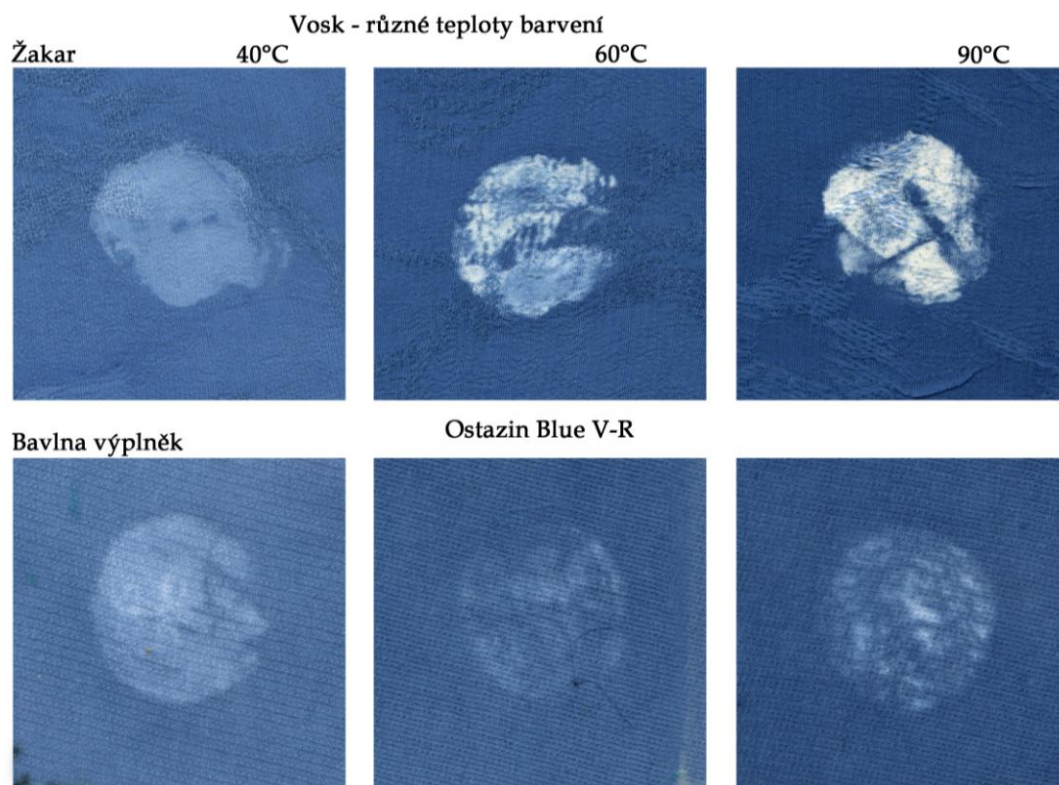 Vosk - různé teploty barvení
Žakar 40°C 60°C 90°C
Ostazin Blue V-R
Bavlna výplněk